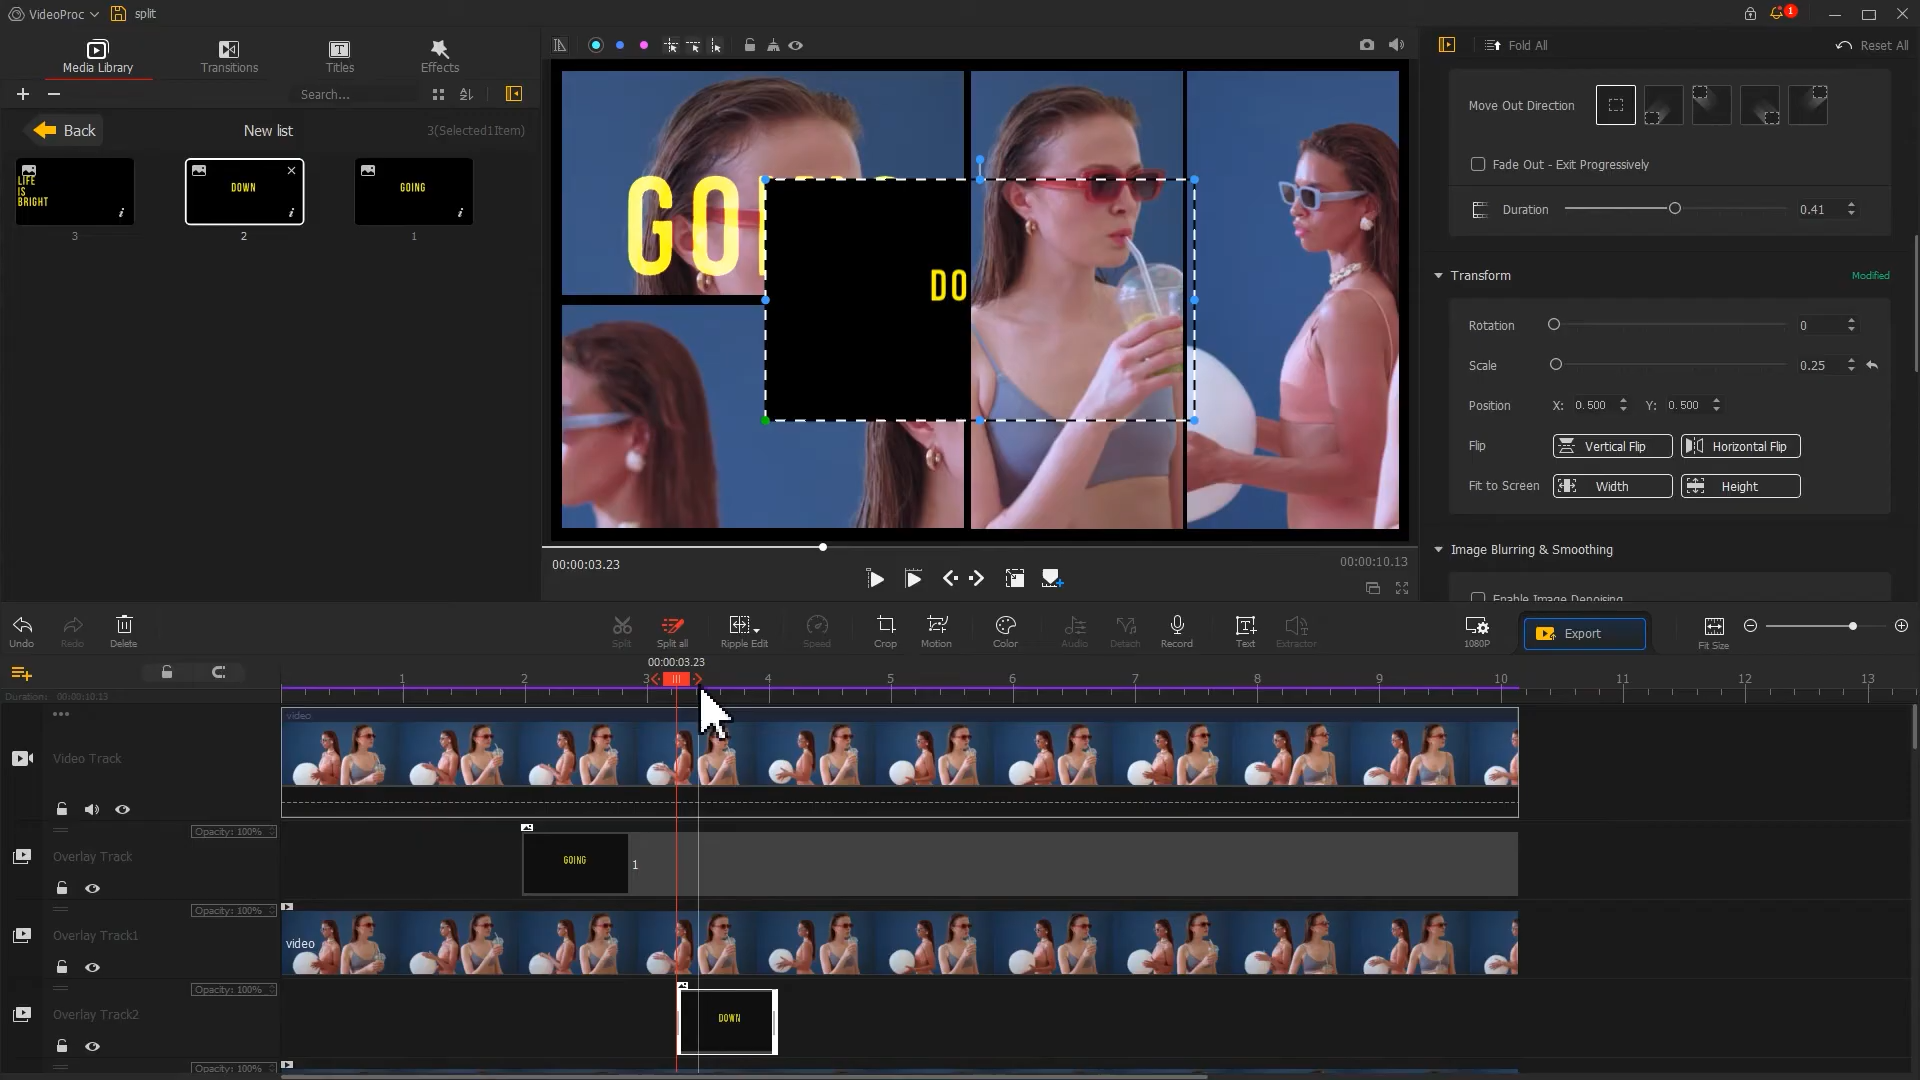 VideoProc
split
1
Media Library
Transitions
Titles
Effects
Fold All
Reset All
Search...
Back
New list
3(Selected1Item)
LIFE
IS
BRIGHT
DOWN
GOING
3
2
1
GO
DO
Move Out Direction
Fade Out - Exit Progressively
Duration
0.41
Transform
Modified
Rotation
0
Scale
0.25
Position
X: 0.500
Y: 0.500
Flip
Vertical Flip
Horizontal Flip
Fit to Screen
Width
Height
Image Blurring & Smoothing
Enable Image Denoising
00:00:03.23
00:00:10.13
Undo
Redo
Delete
Split
Split all
Ripple Edit
Speed
Crop
Motion
Color
Audio
Detach
Record
Text
Extractor
1080P
Export
Fit Size
00:00:03.23
1 2 3 4 5 6 7 8 9 10 11 12 13
Duration: 00:00:10.13
video
Video Track
Opacity: 100%
Overlay Track
GOING
1
Opacity: 100%
Overlay Track1
video
Opacity: 100%
Overlay Track2
DOWN
Opacity: 100%